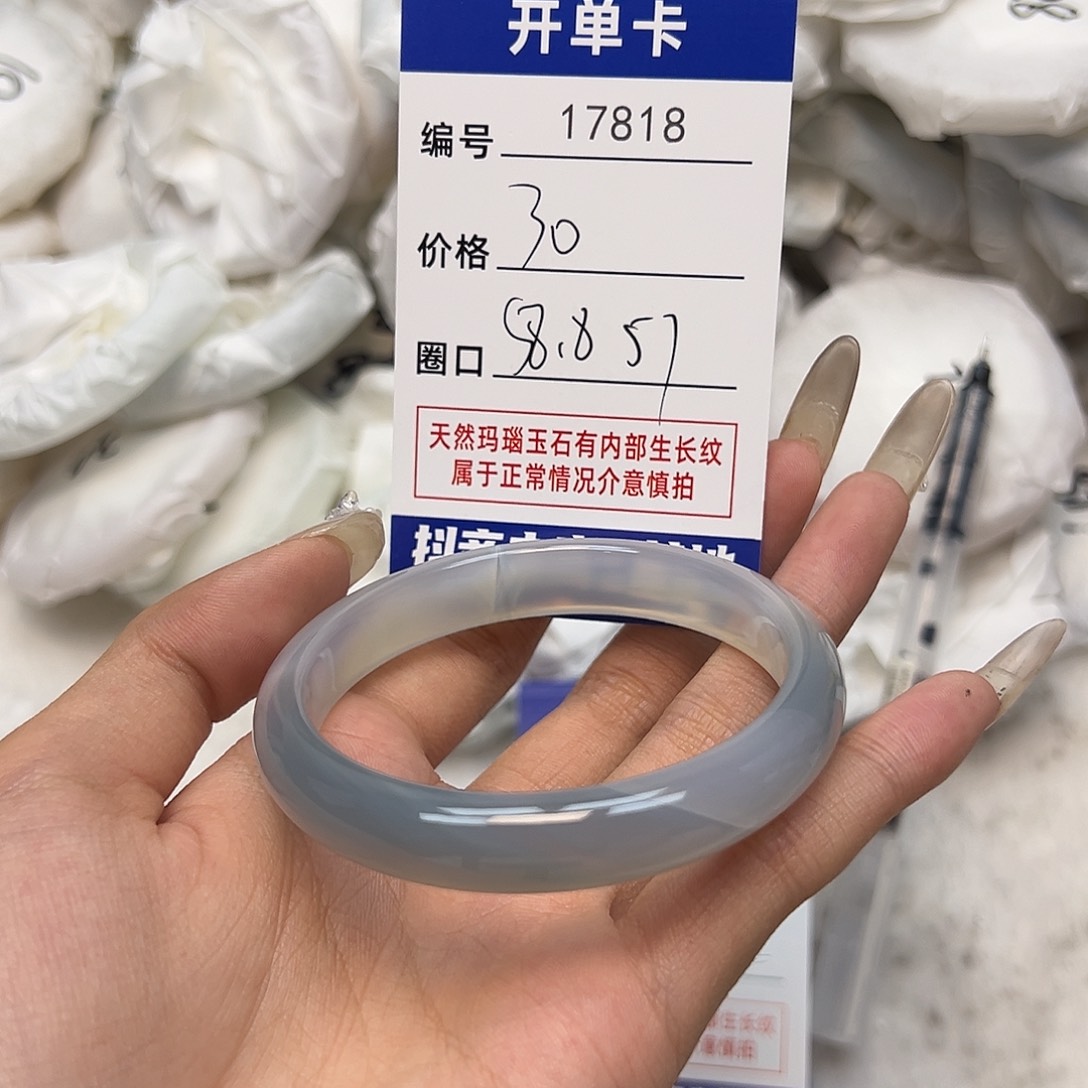 开单卡
编号 17818
价格 30
圈口 58.8 57
天然玛瑙玉石有内部生长纹
属于正常情况介意慎拍